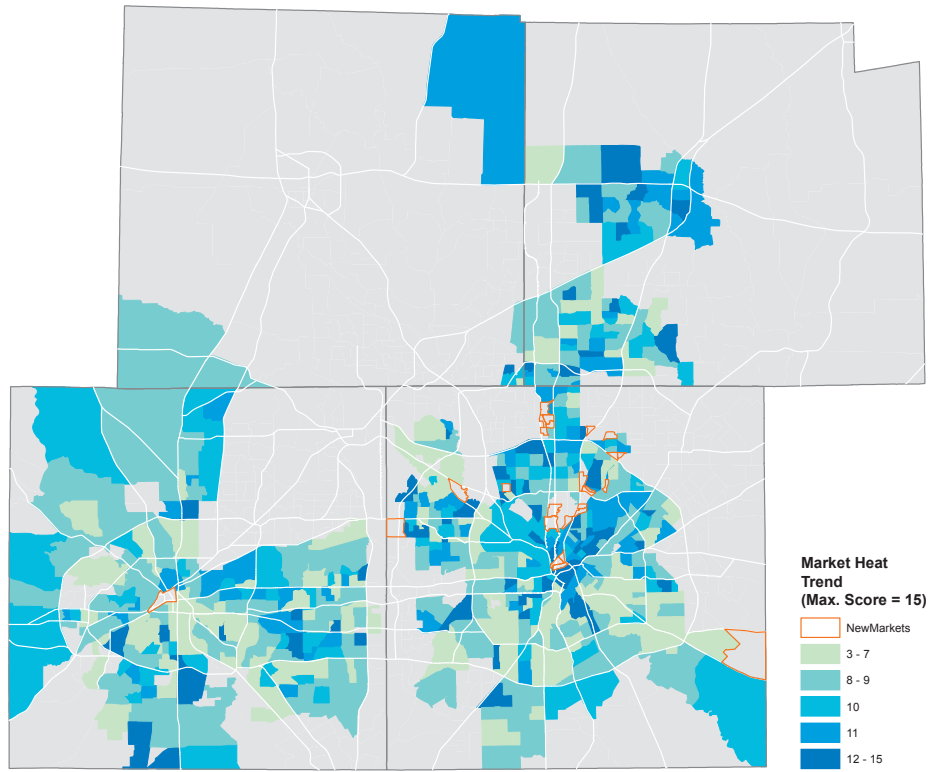 Market Heat
Trend
(Max. Score = 15)
NewMarkets
3 - 7
8 - 9
10
11
12 - 15